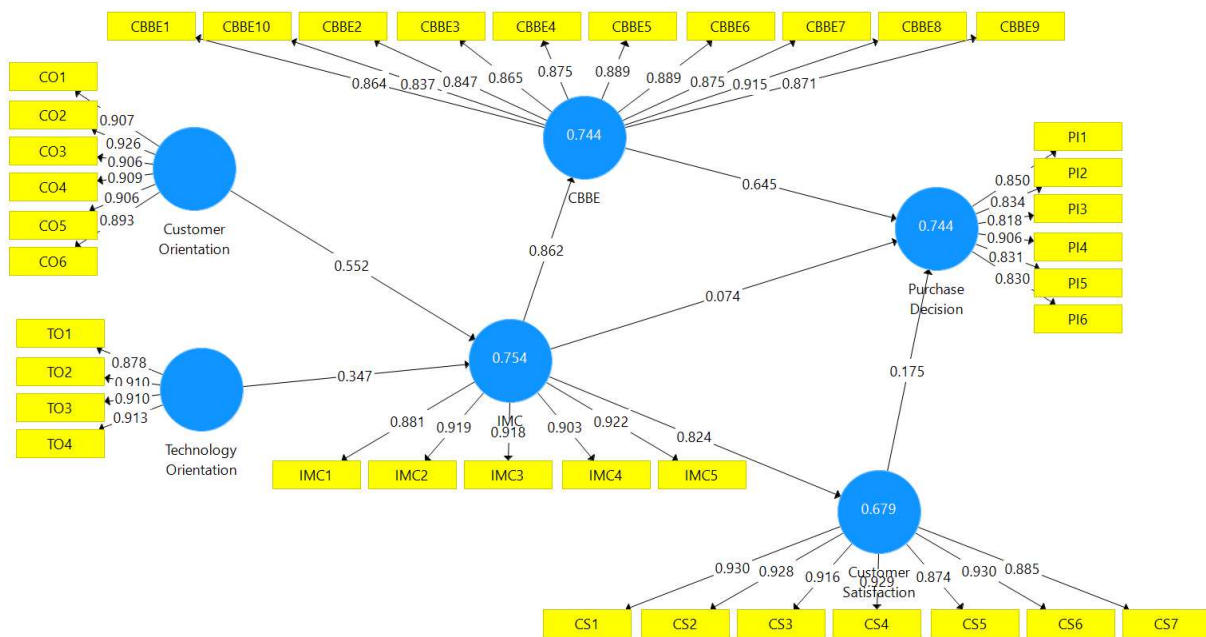 CBBE1 CBBE10 CBBE2 CBBE3 CBBE4 CBBE5 CBBE6 CBBE7 CBBE8 CBBE9
0.864 0.837 0.847 0.865 0.875 0.889 0.889 0.875 0.915 0.871
CO1
CO2
CO3
CO4
CO5
CO6
0.907
0.926
0.906
0.909
0.906
0.893
Customer
Orientation
0.744
CBBE
0.552
0.862
0.645
0.074
PI1
PI2
PI3
PI4
PI5
PI6
0.850
0.834
0.818
0.906
0.831
0.830
0.744
Purchase
Decision
TO1
TO2
TO3
TO4
0.878
0.910
0.910
0.913
Technology
Orientation
0.347
0.754
IMC
0.881 0.919 0.918 0.903 0.922
IMC1 IMC2 IMC3 IMC4 IMC5
0.824
0.175
0.679
Customer
Satisfaction
0.930 0.928 0.916 0.929 0.874 0.930 0.885
CS1 CS2 CS3 CS4 CS5 CS6 CS7